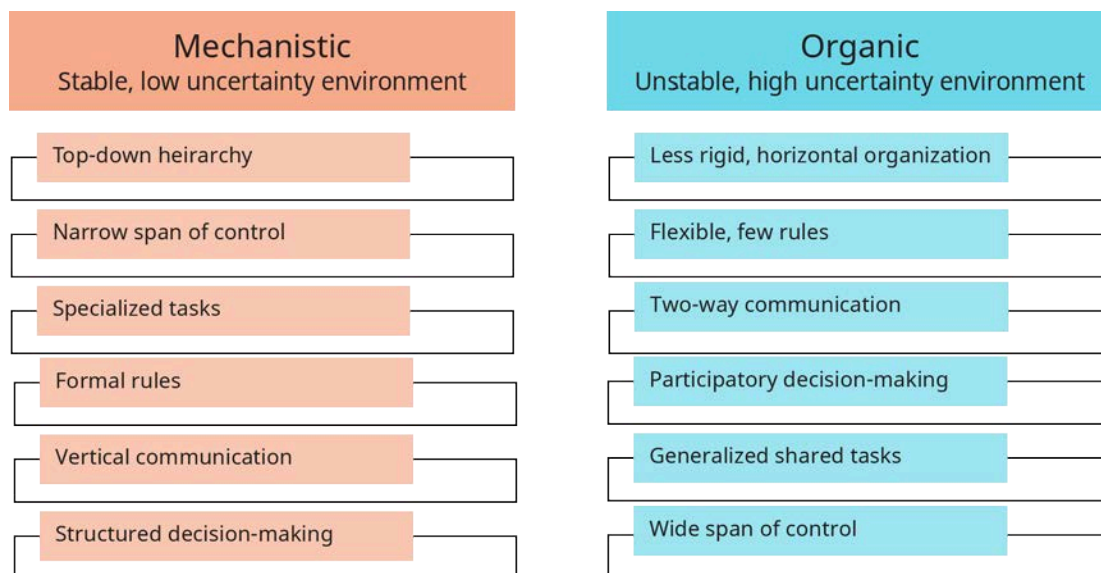 Mechanistic
Stable, low uncertainty environment
Top-down heirarchy
Narrow span of control
Specialized tasks
Formal rules
Vertical communication
Structured decision-making
Organic
Unstable, high uncertainty environment
Less rigid, horizontal organization
Flexible, few rules
Two-way communication
Participatory decision-making
Generalized shared tasks
Wide span of control